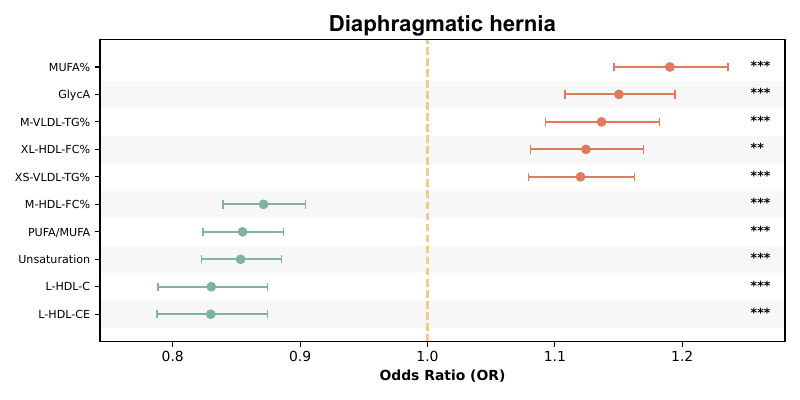 Diaphragmatic hernia
MUFA% ***
GlycA ***
M-VLDL-TG% ***
XL-HDL-FC% **
XS-VLDL-TG% ***
M-HDL-FC% ***
PUFA/MUFA ***
Unsaturation ***
L-HDL-C ***
L-HDL-CE ***
0.8 0.9 1.0 1.1 1.2
Odds Ratio (OR)